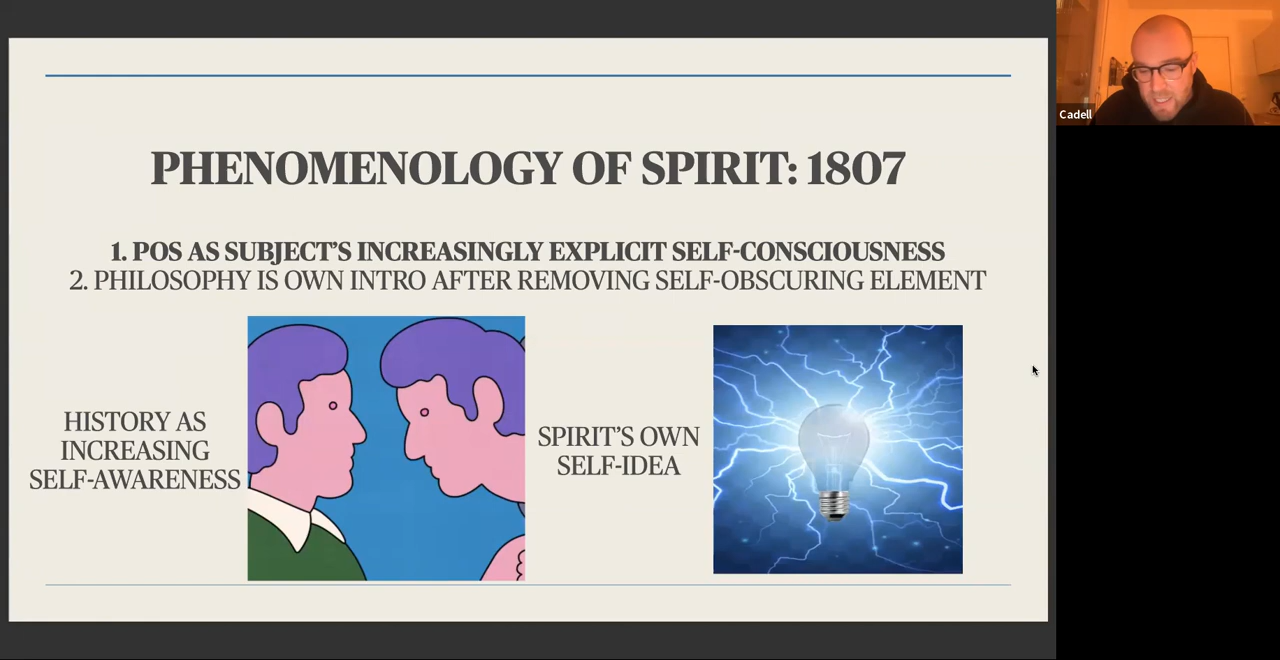 PHENOMENOLOGY OF SPIRIT: 1807
1. POS AS SUBJECT’S INCREASINGLY EXPLICIT SELF-CONSCIOUSNESS
2. PHILOSOPHY IS OWN INTRO AFTER REMOVING SELF-OBSCURING ELEMENT
HISTORY AS
INCREASING
SELF-AWARENESS
SPIRIT’S OWN
SELF-IDEA
Cadell